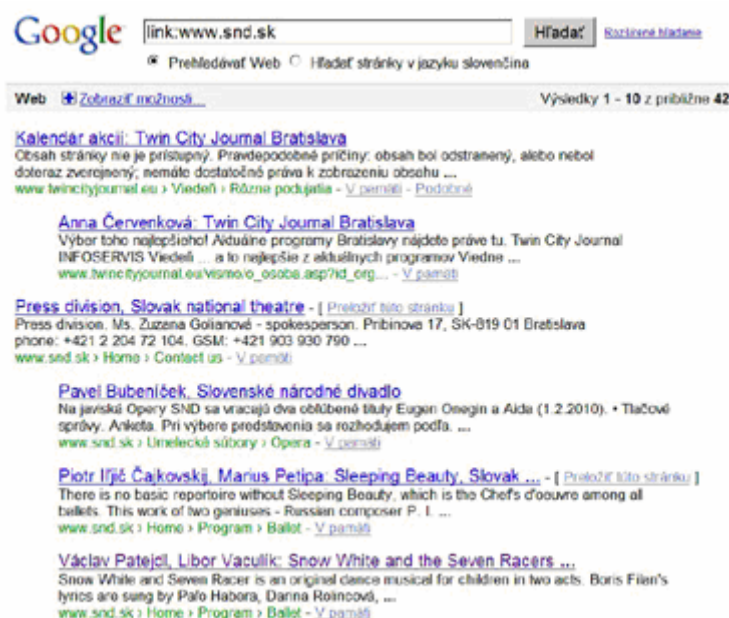 Google link:www.snd.sk Hľadať Rozšírené hľadanie
Prehľadávať Web Hľadať stránky v jazyku slovenčina
Web Zobraziť možnosti... Výsledky 1 - 10 z približne 42
Kalendár akcií: Twin City Journal Bratislava
Obsah stránky nie je prístupný. Pravdepodobné príčiny: obsah bol odstranený, alebo nebol
doteraz zverejnený; nemáte dostatočné práva k zobrazeniu obsahu ...
www.twincityjournal.eu › Viedeň › Rôzne podujatia - V pamäti - Podobné
Anna Červenková: Twin City Journal Bratislava
Výber toho najlepšieho! Aktuálne programy Bratislavy nájdete práve tu. Twin City Journal
INFOSERVIS Viedeň ... a to najlepšie z aktuálnych programov Viedne ...
www.twincityjournal.eu/vismo/o_osoba.asp?id_org... - V pamäti
Press division, Slovak national theatre - [ Preložiť túto stránku ]
Press division. Ms. Zuzana Golianová - spokesperson. Pribinova 17, SK-819 01 Bratislava
phone: +421 2 204 72 104. GSM: +421 903 930 790 ...
www.snd.sk › Home › Contact us - V pamäti
Pavel Bubeníček, Slovenské národné divadlo
Na javiská Opery SND sa vracajú dva obľúbené tituly Eugen Onegin a Aida (1.2.2010). • Tlačové
správy. Anketa. Pri výbere predstavenia sa rozhodujem podľa. ...
www.snd.sk › Umelecké súbory › Opera - V pamäti
Piotr Iľjič Čajkovskij, Marius Petipa: Sleeping Beauty, Slovak ... - [ Preložiť túto stránku ]
There is no basic repertoire without Sleeping Beauty, which is the Chef's d'oeuvre among all
ballets. This work of two geniuses - Russian composer P. I. ...
www.snd.sk › Home › Program › Ballet - V pamäti
Václav Patejdl, Libor Vaculík: Snow White and the Seven Racers ...
Snow White and Seven Racer is an original dance musical for children in two acts. Boris Filan's
lyrics are sung by Paľo Habora, Darina Rolincová, ...
www.snd.sk › Home › Program › Ballet - V pamäti